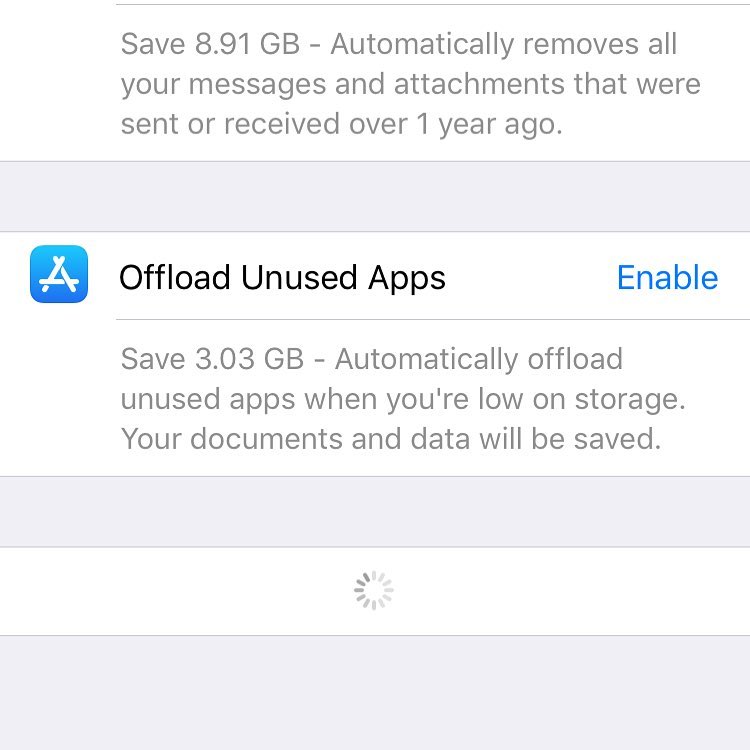 Save 8.91 GB - Automatically removes all
your messages and attachments that were
sent or received over 1 year ago.
Offload Unused Apps Enable
Save 3.03 GB - Automatically offload
unused apps when you're low on storage.
Your documents and data will be saved.